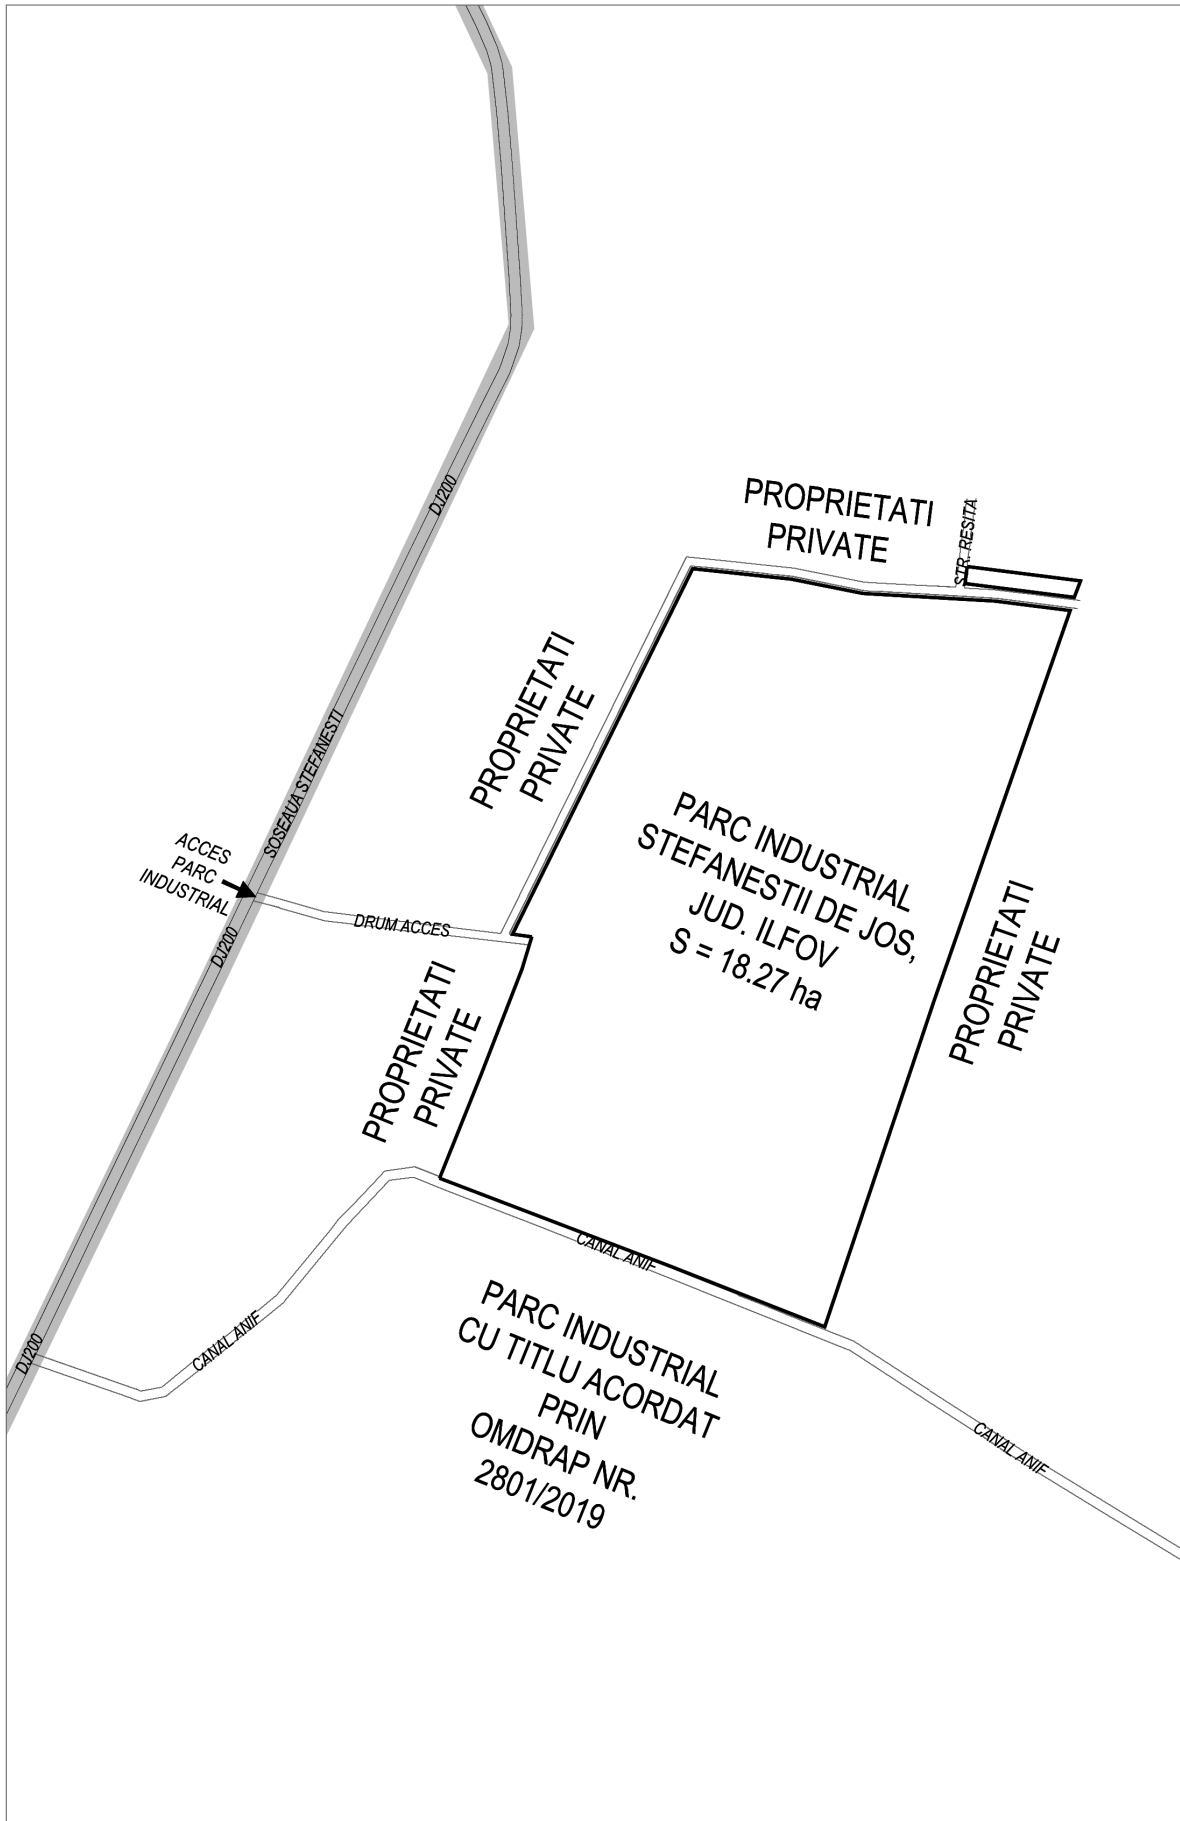 DJ200
PROPRIETATI
PRIVATE
STR. RESITA
PROPRIETATI
PRIVATE
SOSEAUA STEFANESTI
ACCES
PARC
INDUSTRIAL
DRUM ACCES
DJ200
PARC INDUSTRIAL
STEFANESTII DE JOS,
JUD. ILFOV
S = 18.27 ha
PROPRIETATI
PRIVATE
PROPRIETATI
PRIVATE
CANAL ANIF
CANAL ANIF
DJ200
PARC INDUSTRIAL
CU TITLU ACORDAT
PRIN
OMDRAP NR.
2801/2019
CANAL ANIF